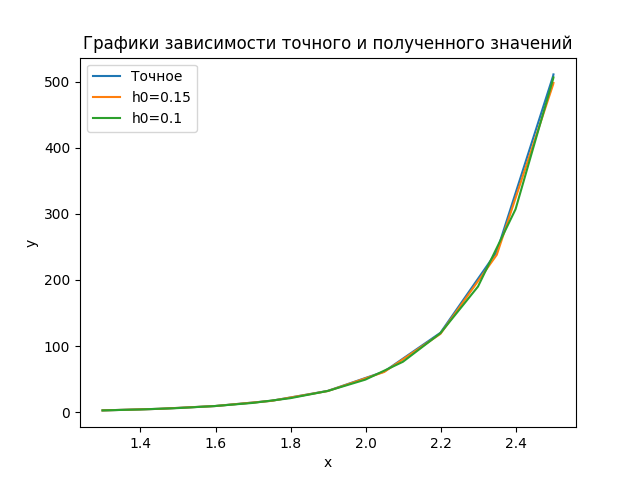 Графики зависимости точного и полученного значений
Точное
h0=0.15
h0=0.1
y
500
400
300
200
100
0
1.4 1.6 1.8 2.0 2.2 2.4
x